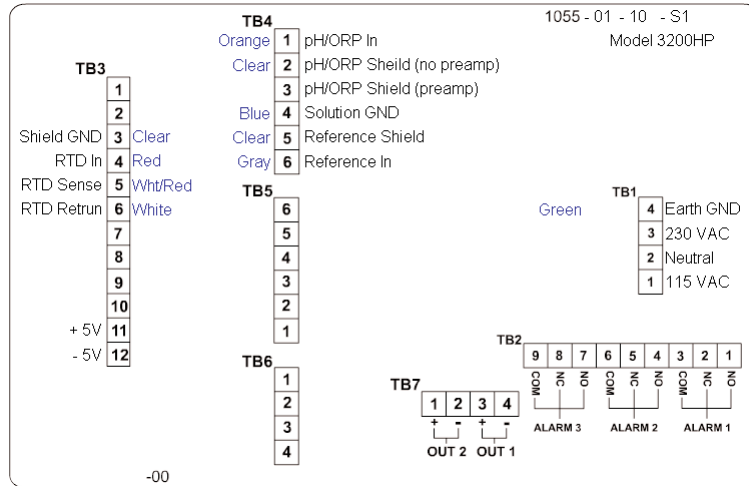 1055 - 01 - 10 - S1
Model 3200HP
TB4
Orange 1 pH/ORP In
Clear 2 pH/ORP Sheild (no preamp)
3 pH/ORP Shield (preamp)
Blue 4 Solution GND
Clear 5 Reference Shield
Gray 6 Reference In
TB3
1
2
Shield GND 3 Clear
RTD In 4 Red
RTD Sense 5 Wht/Red
RTD Retrun 6 White
7
8
9
10
+ 5V 11
- 5V 12
TB5
6
5
4
3
2
1
TB1
Green 4 Earth GND
3 230 VAC
2 Neutral
1 115 VAC
TB6
1
2
3
4
TB2
9 8 7 6 5 4 3 2 1
COM NC NO COM NC NO COM NC NO
ALARM 3 ALARM 2 ALARM 1
TB7
1 2 3 4
+ - + -
OUT 2 OUT 1
-00